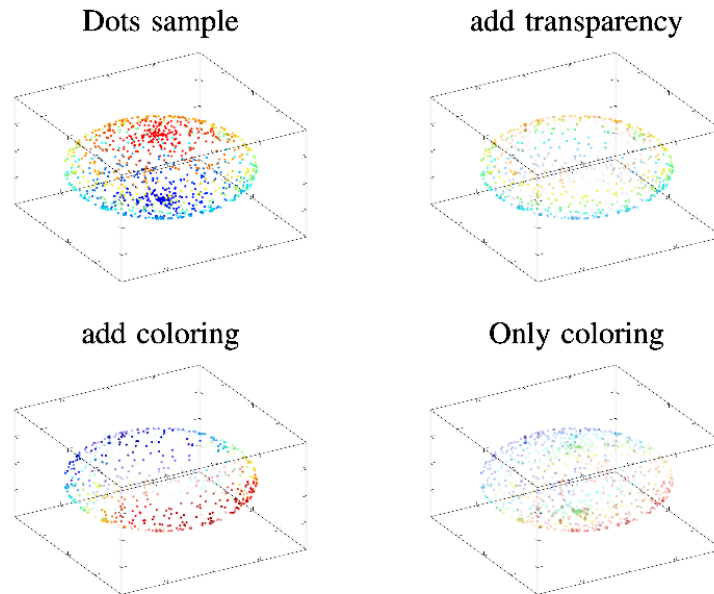 Dots sample
add transparency
add coloring
Only coloring